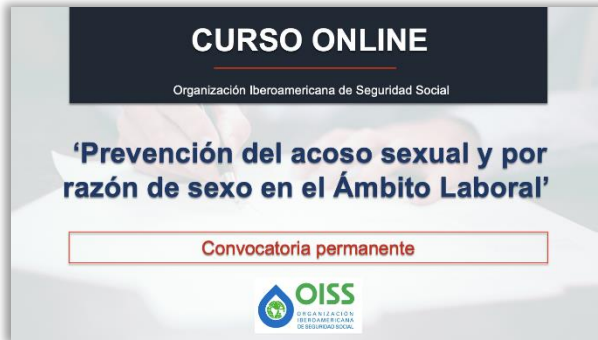 CURSO ONLINE
Organización Iberoamericana de Seguridad Social
‘Prevención del acoso sexual y por
razón de sexo en el Ámbito Laboral’
Convocatoria permanente
OISS
ORGANIZACIÓN
IBEROAMERICANA
DE SEGURIDAD SOCIAL